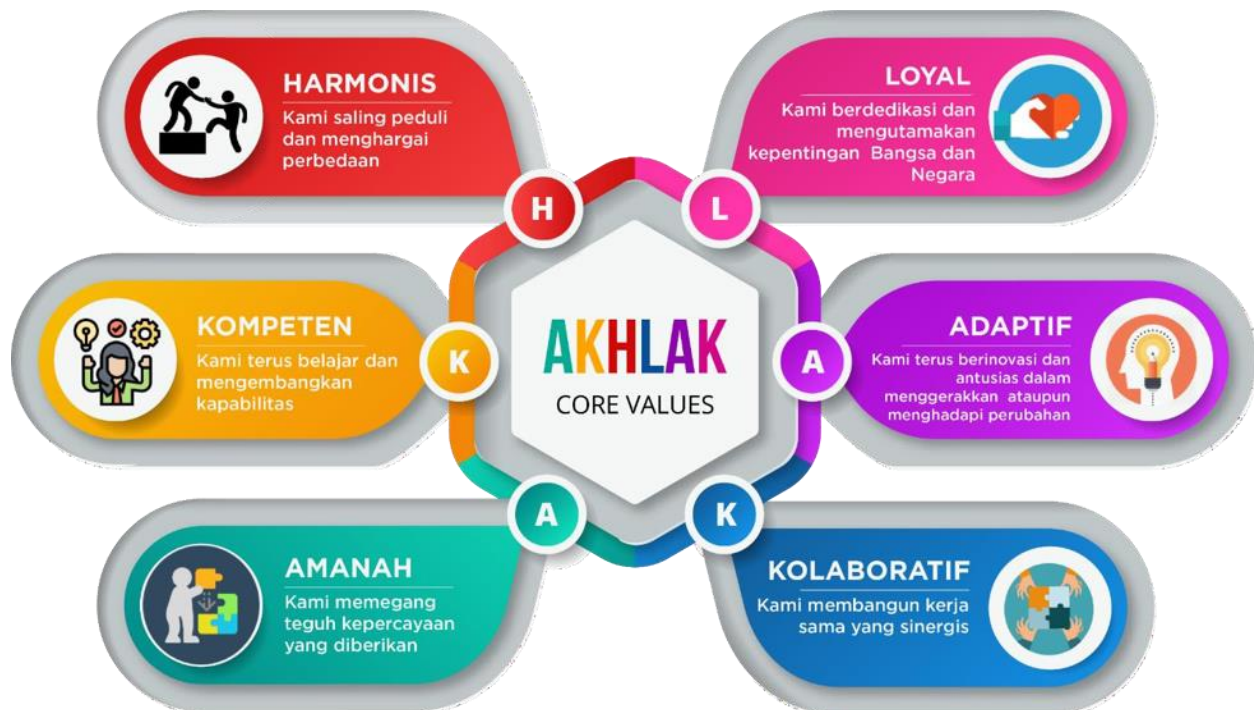 HARMONIS
Kami saling peduli
dan menghargai
perbedaan
LOYAL
Kami berdedikasi dan
mengutamakan
kepentingan Bangsa dan
Negara
H
L
KOMPETEN
Kami terus belajar dan
mengembangkan
kapabilitas
K
AKHLAK
CORE VALUES
A
ADAPTIF
Kami terus berinovasi dan
antusias dalam
menggerakkan ataupun
menghadapi perubahan
AMANAH
Kami memegang
teguh kepercayaan
yang diberikan
A
K
KOLABORATIF
Kami membangun kerja
sama yang sinergis